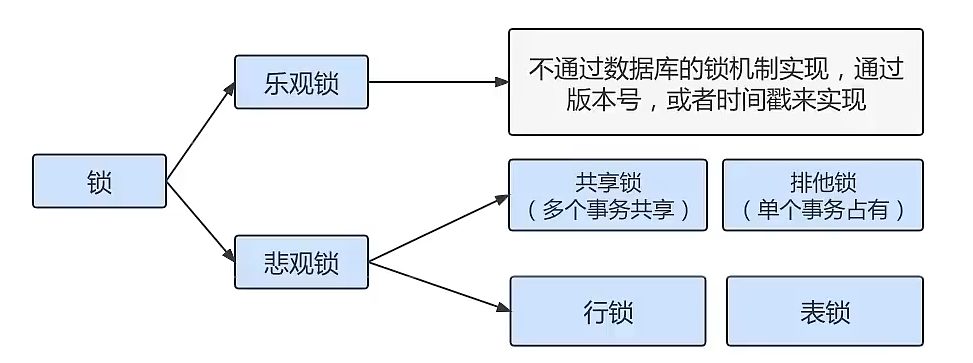 乐观锁
不通过数据库的锁机制实现，通过
版本号，或者时间戳来实现
锁
共享锁
（多个事务共享）
排他锁
（单个事务占有）
悲观锁
行锁
表锁